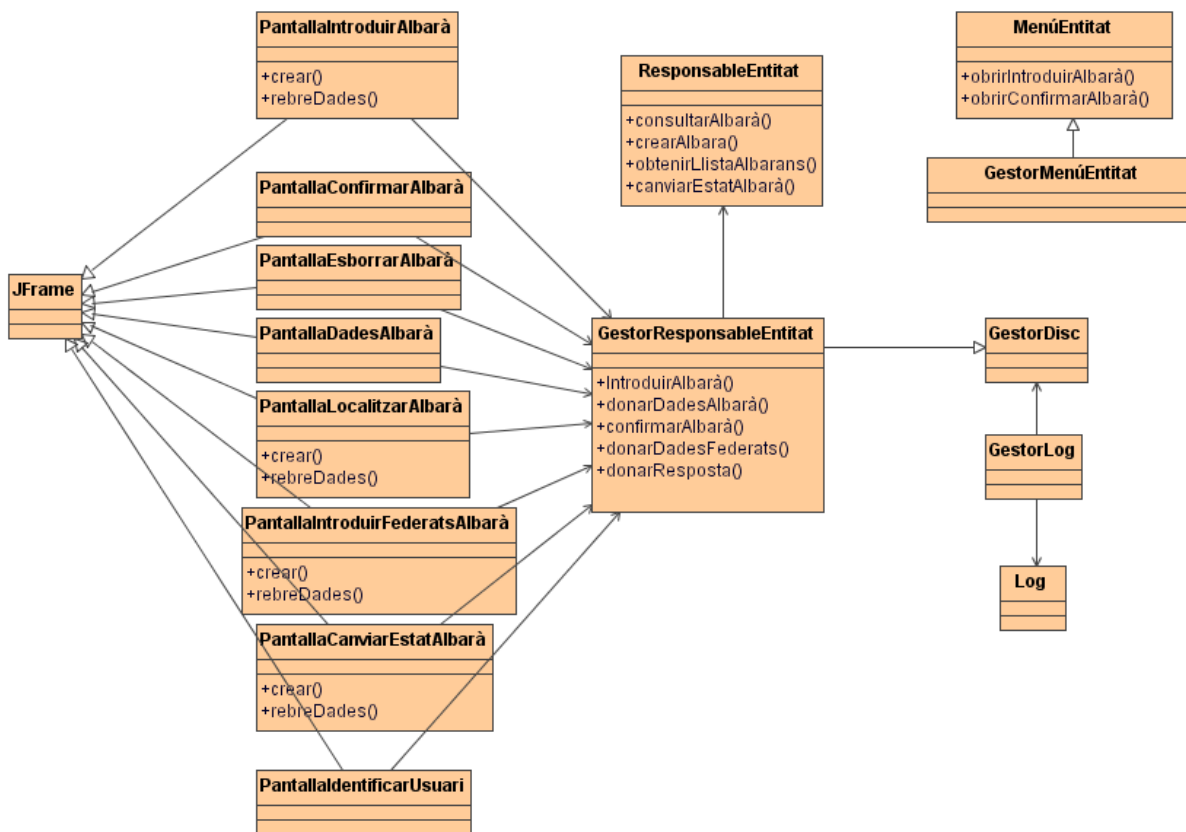 PantallaIntroduirAlbarà
+crear()
+rebreDades()
ResponsableEntitat
+consultarAlbarà()
+crearAlbara()
+obtenirLlistaAlbarans()
+canviarEstatAlbarà()
MenúEntitat
+obrirIntroduirAlbarà()
+obrirConfirmarAlbarà()
GestorMenúEntitat
PantallaConfirmarAlbarà
PantallaEsborrarAlbarà
JFrame
PantallaDadesAlbarà
PantallaLocalitzarAlbarà
+crear()
+rebreDades()
GestorResponsableEntitat
+IntroduirAlbarà()
+donarDadesAlbarà()
+confirmarAlbarà()
+donarDadesFederats()
+donarResposta()
GestorDisc
GestorLog
Log
PantallaIntroduirFederatsAlbarà
+crear()
+rebreDades()
PantallaCanviarEstatAlbarà
+crear()
+rebreDades()
PantallaIdentificarUsuari